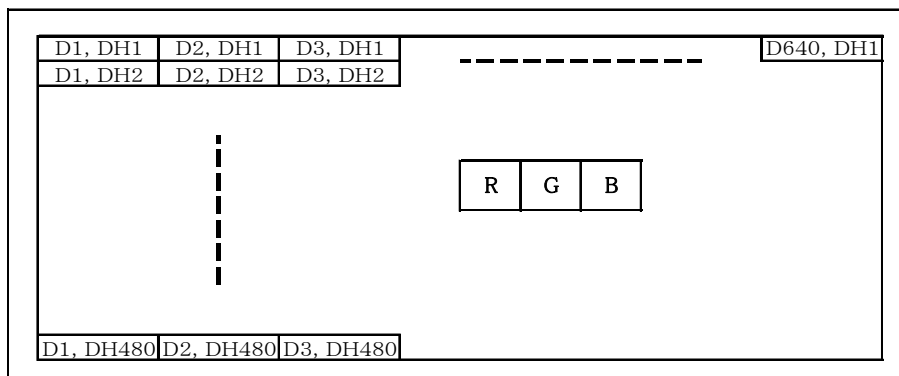 D1, DH1 D2, DH1 D3, DH1 D640, DH1
D1, DH2 D2, DH2 D3, DH2
R G B
D1, DH480 D2, DH480 D3, DH480